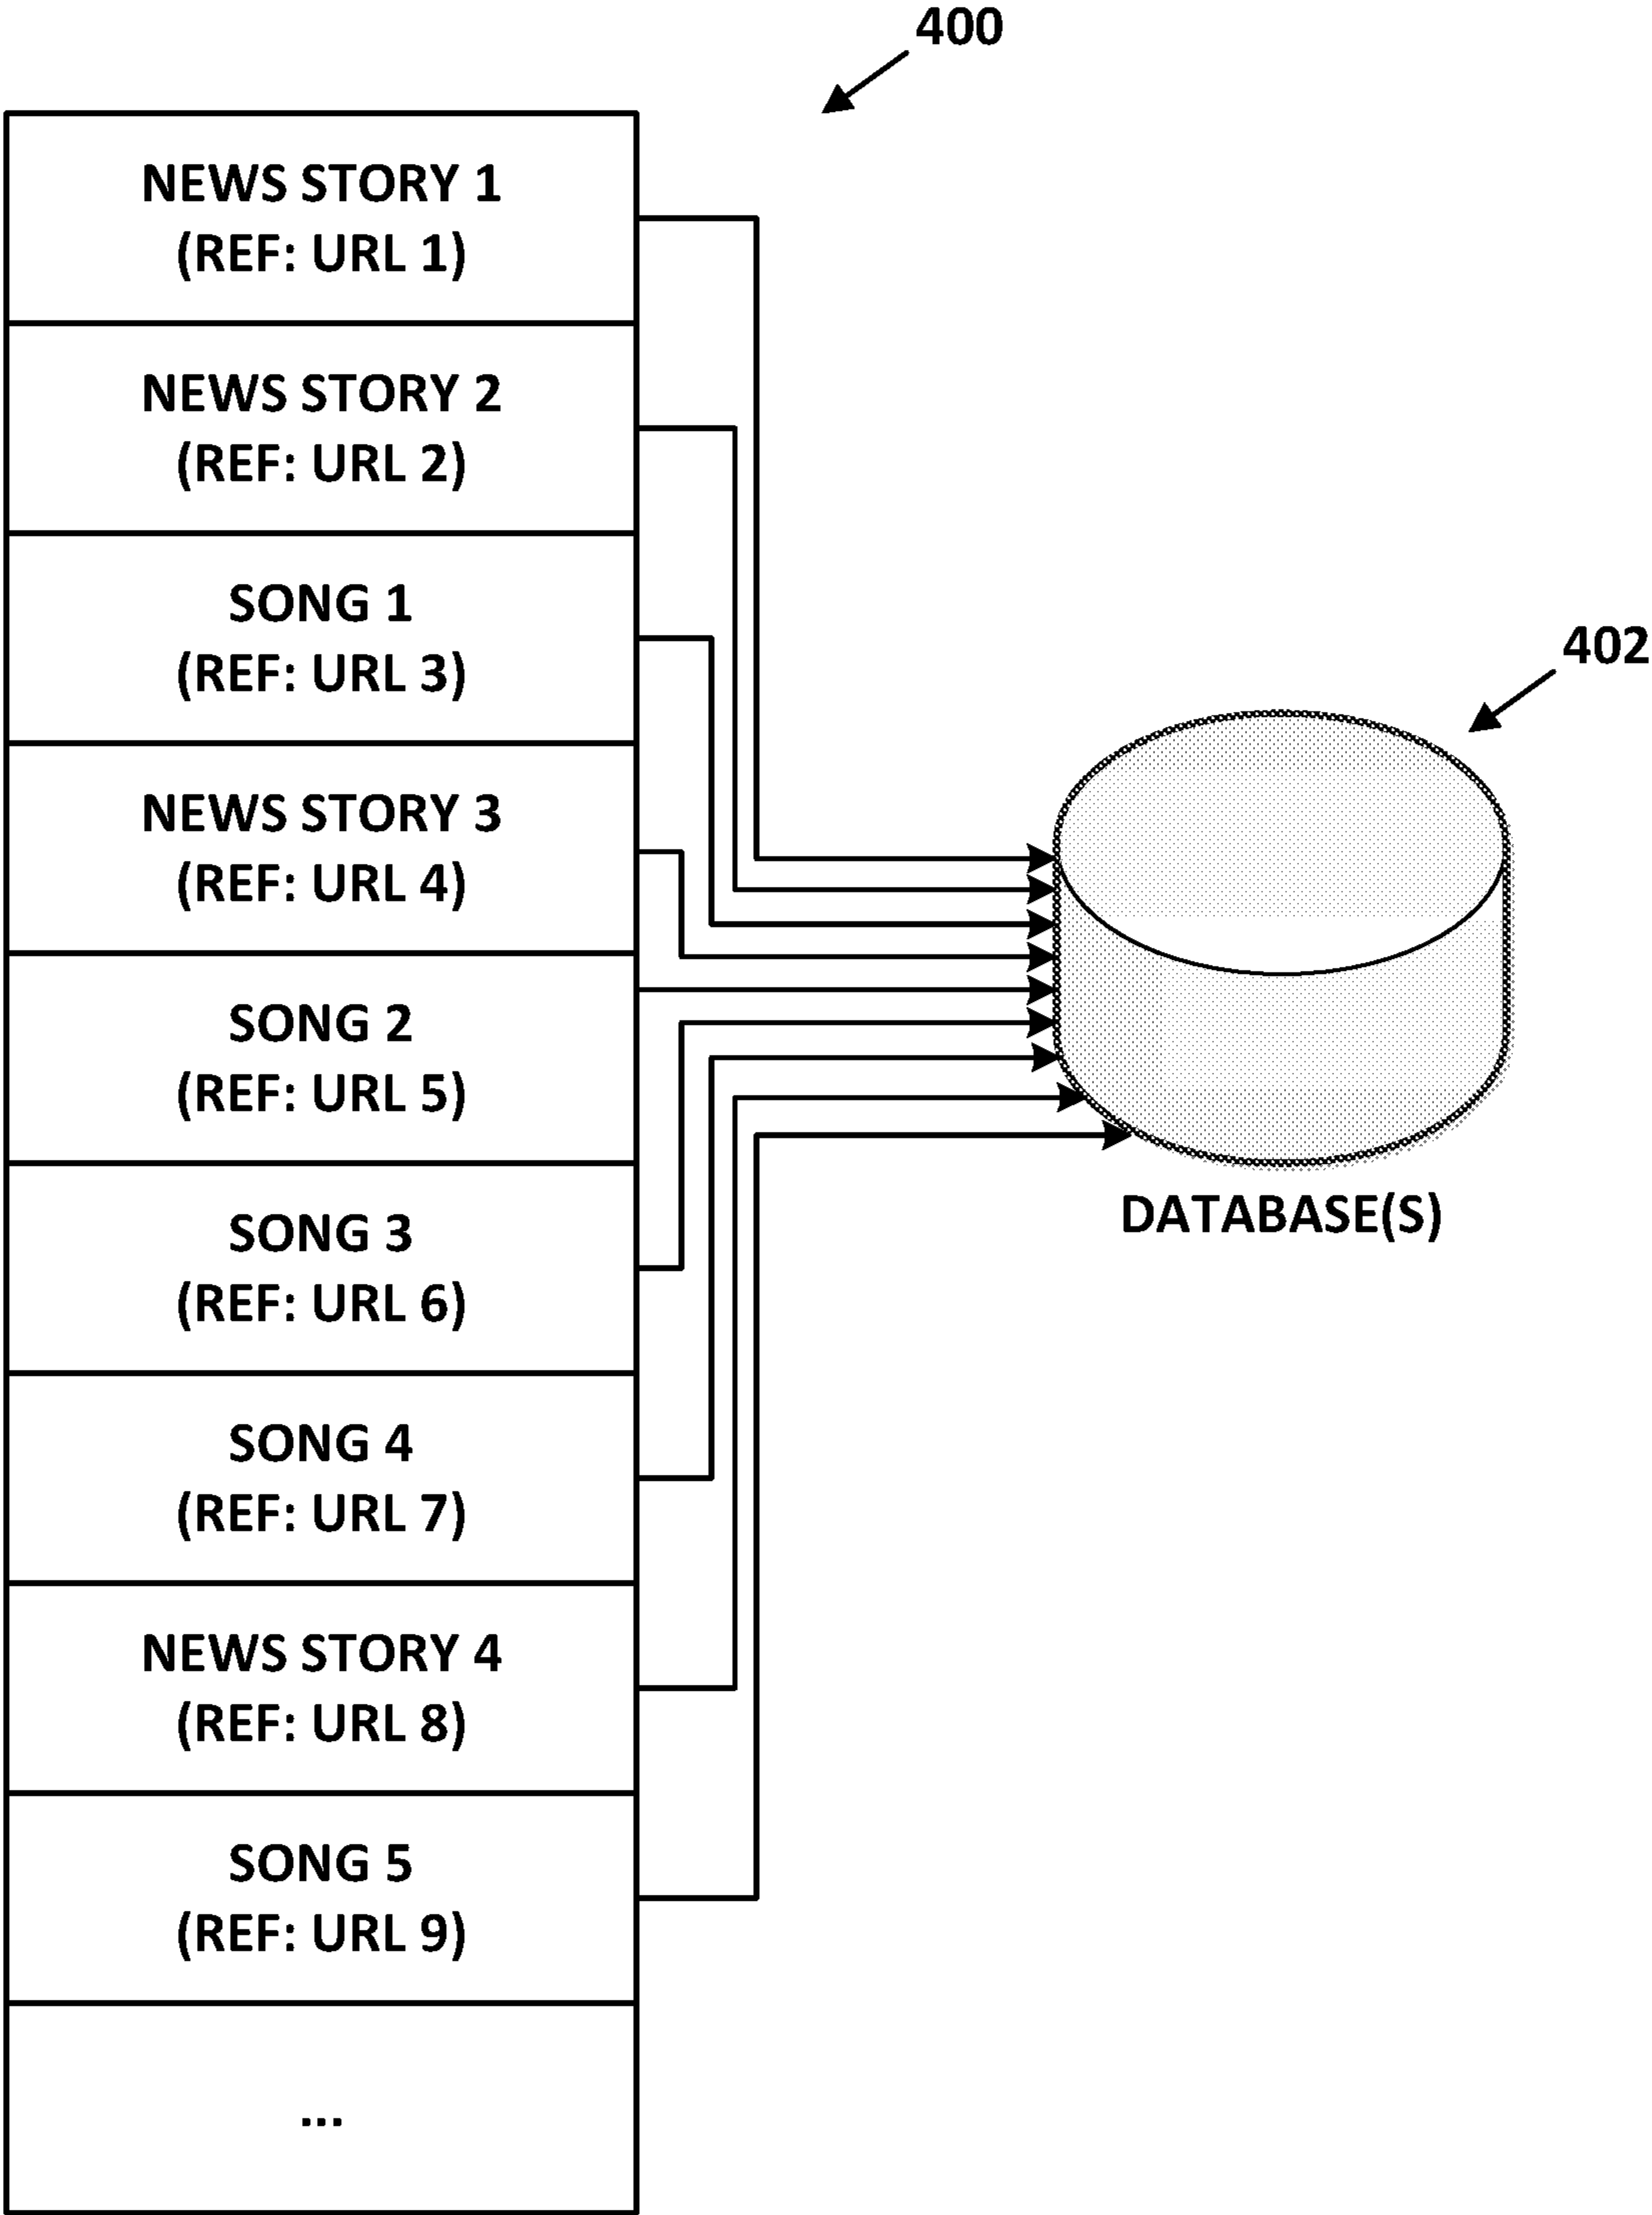 400
NEWS STORY 1
(REF: URL 1)
NEWS STORY 2
(REF: URL 2)
SONG 1
(REF: URL 3)
402
NEWS STORY 3
(REF: URL 4)
SONG 2
(REF: URL 5)
DATABASE(S)
SONG 3
(REF: URL 6)
SONG 4
(REF: URL 7)
NEWS STORY 4
(REF: URL 8)
SONG 5
(REF: URL 9)
...